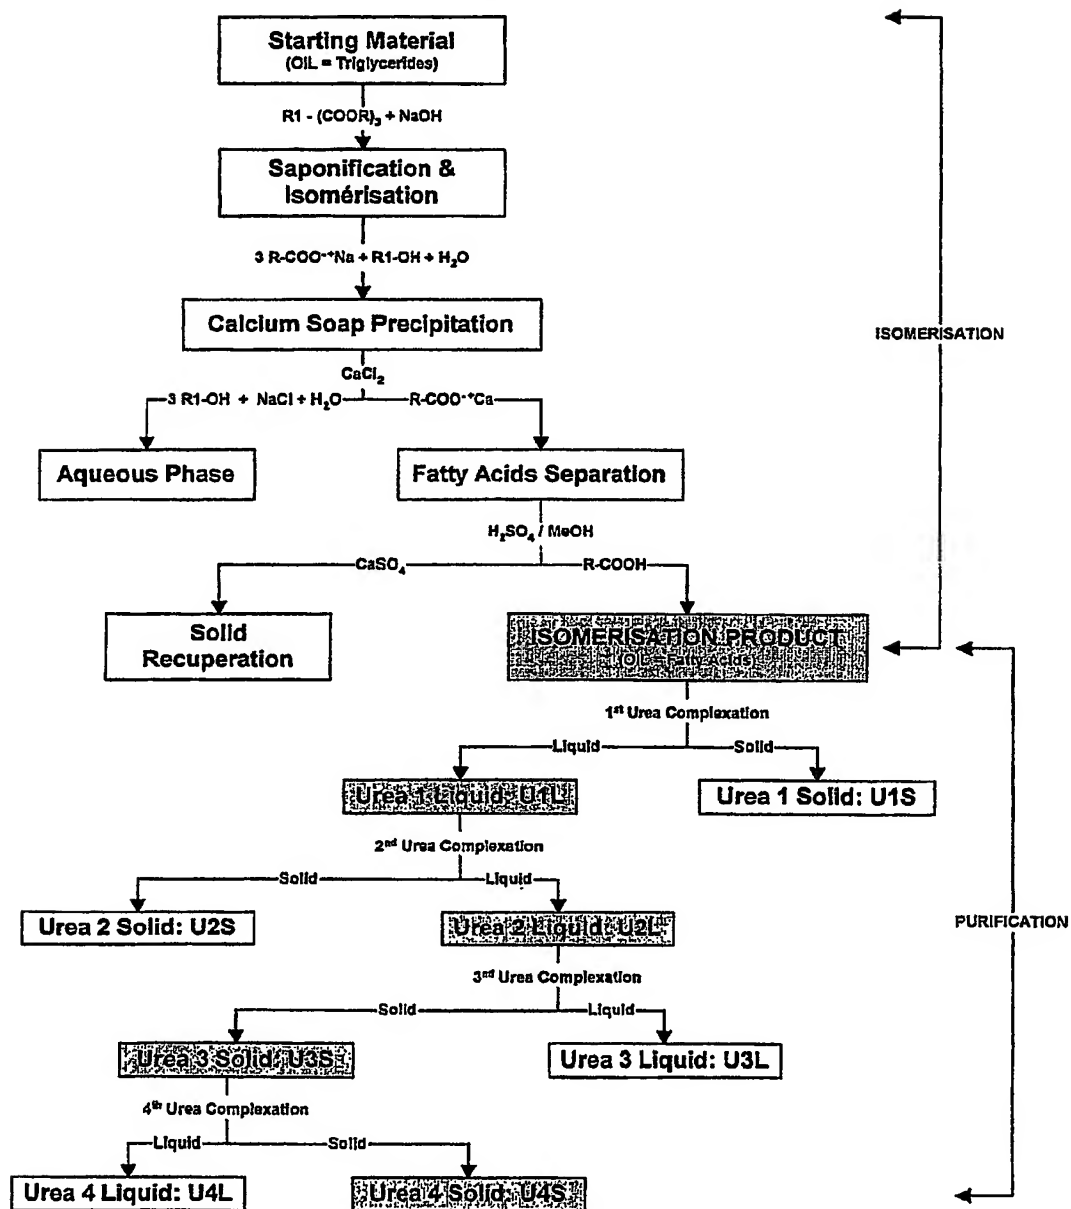 Starting Material
(OIL = Triglycerides)
R1 - (COOR)₃ + NaOH
Saponification &
Isomérisation
3 R-COO⁻⁺Na + R1-OH + H₂O
Calcium Soap Precipitation
ISOMERISATION
CaCl₂
3 R1-OH + NaCl + H₂O
R-COO⁻⁺Ca
Aqueous Phase
Fatty Acids Separation
H₂SO₄ / MeOH
CaSO₄
R-COOH
Solid
Recuperation
ISOMERISATION PRODUCT
(OIL = Fatty Acids)
1st Urea Complexation
Liquid
Solid
Urea 1 Liquid: U1L
Urea 1 Solid: U1S
2nd Urea Complexation
Solid
Liquid
Urea 2 Solid: U2S
Urea 2 Liquid: U2L
PURIFICATION
3rd Urea Complexation
Solid
Liquid
Urea 3 Solid: U3S
Urea 3 Liquid: U3L
4th Urea Complexation
Liquid
Solid
Urea 4 Liquid: U4L
Urea 4 Solid: U4S